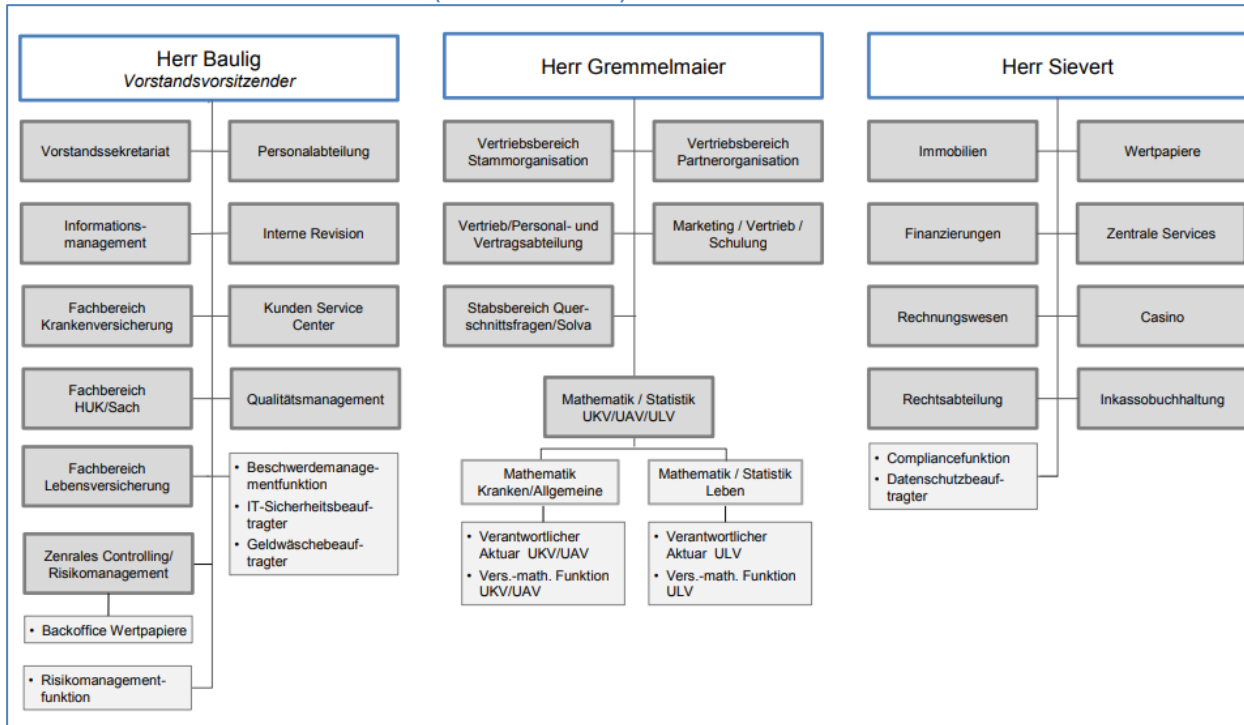 Herr Baulig
Vorstandsvorsitzender
Vorstandssekretariat
Personalabteilung
Informations-
management
Interne Revision
Fachbereich
Krankenversicherung
Kunden Service
Center
Fachbereich
HUK/Sach
Qualitätsmanagement
Fachbereich
Lebensversicherung
• Beschwerdemanage-
mentfunktion
• IT-Sicherheitsbeauf-
tragter
• Geldwäschebeauf-
tragter
Zenrales Controlling/
Risikomanagement
• Backoffice Wertpapiere
• Risikomanagement-
funktion
Herr Gremmelmaier
Vertriebsbereich
Stammorganisation
Vertriebsbereich
Partnerorganisation
Vertrieb/Personal- und
Vertragsabteilung
Marketing / Vertrieb /
Schulung
Stabsbereich Quer-
schnittsfragen/Solva
Mathematik / Statistik
UKV/UAV/ULV
Mathematik
Kranken/Allgemeine
• Verantwortlicher
Aktuar UKV/UAV
• Vers.-math. Funktion
UKV/UAV
Mathematik / Statistik
Leben
• Verantwortlicher
Aktuar ULV
• Vers.-math. Funktion
ULV
Herr Sievert
Immobilien
Wertpapiere
Finanzierungen
Zentrale Services
Rechnungswesen
Casino
Rechtsabteilung
Inkassobuchhaltung
• Compliancefunktion
• Datenschutzbeauf-
tragter